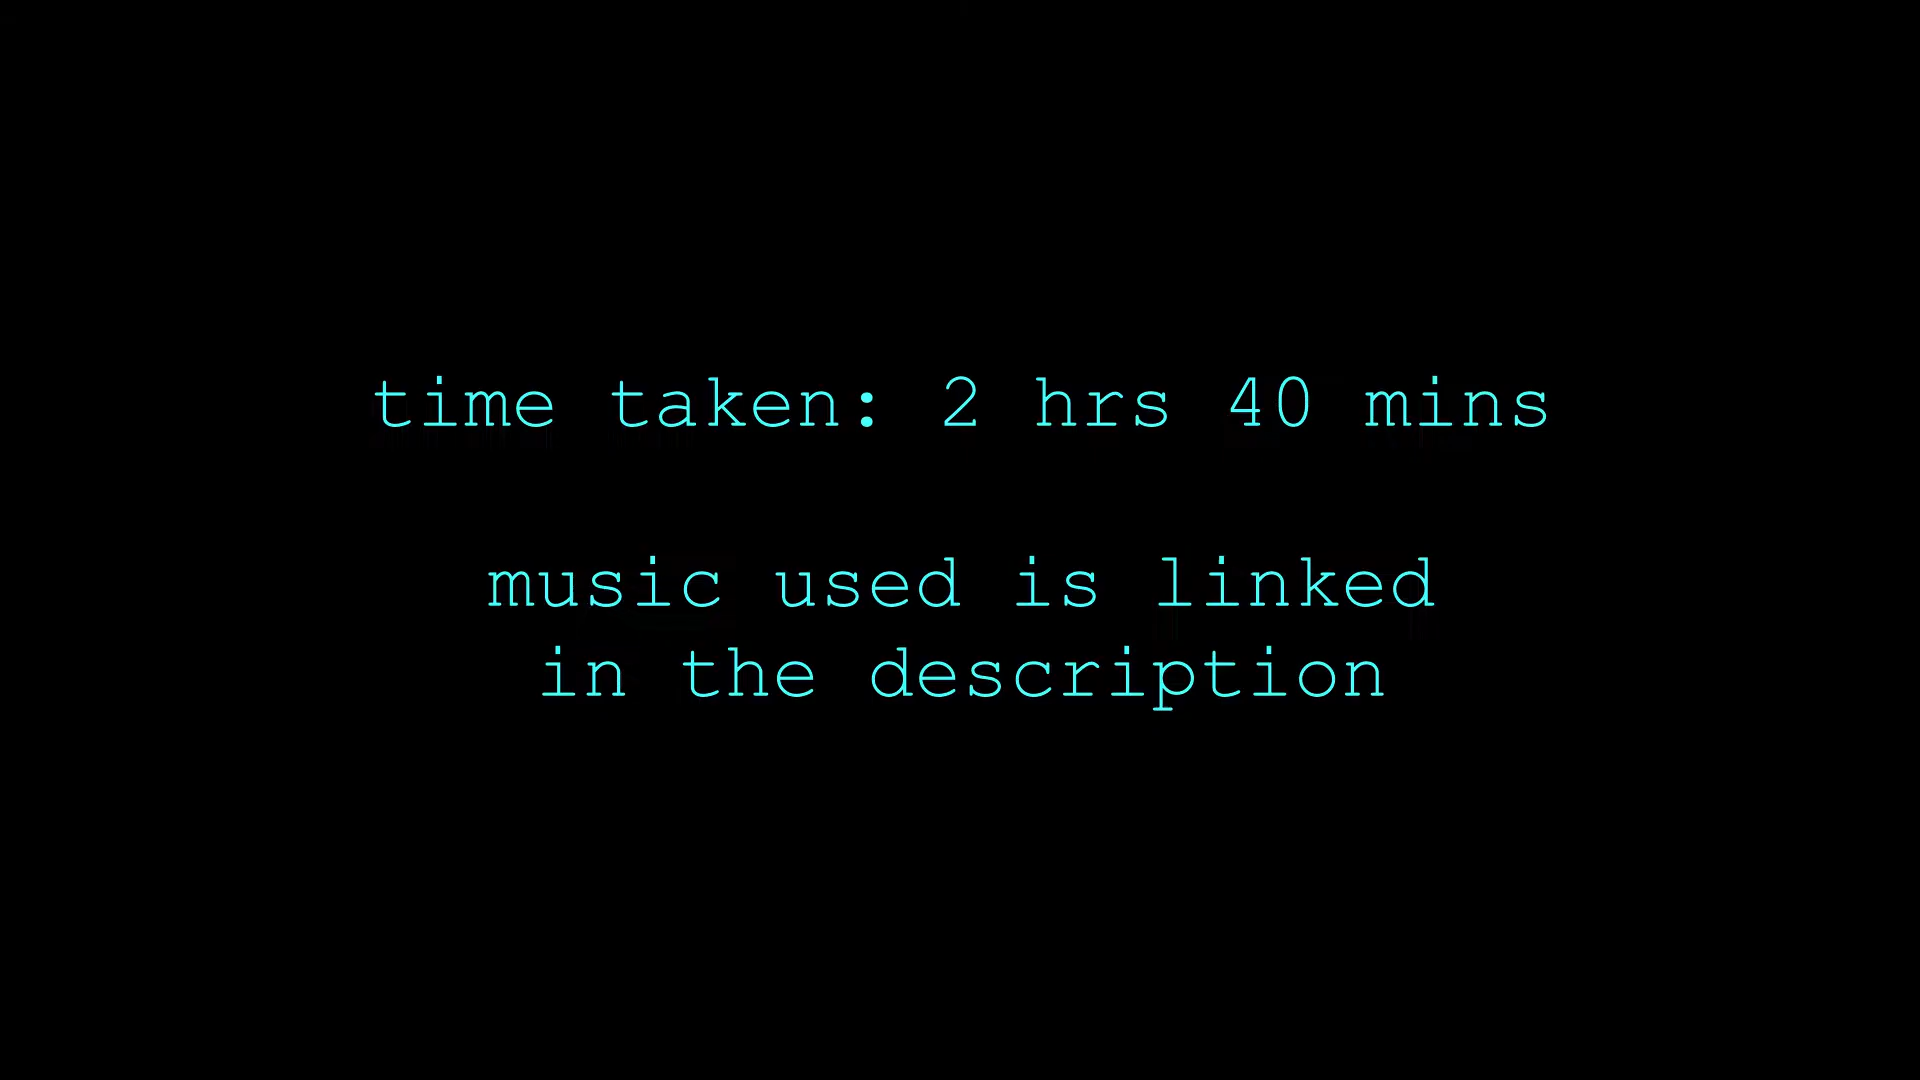 time taken: 2 hrs 40 mins
music used is linked
in the description